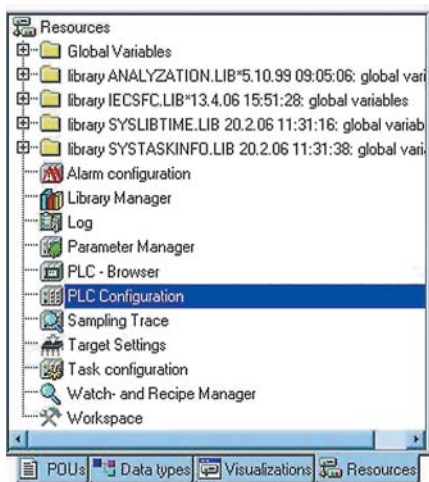 Resources
Global Variables
library ANALYZATION.LIB*5.10.99 09:05:06: global vari
library IECSFC.LIB*13.4.06 15:51:28: global variables
library SYSLIBTIME.LIB 20.2.06 11:31:16: global variab
library SYSTASKINFO.LIB 20.2.06 11:31:38: global vari
Alarm configuration
Library Manager
Log
Parameter Manager
PLC - Browser
PLC Configuration
Sampling Trace
Target Settings
Task configuration
Watch- and Recipe Manager
Workspace
POUs Data types Visualizations Resources